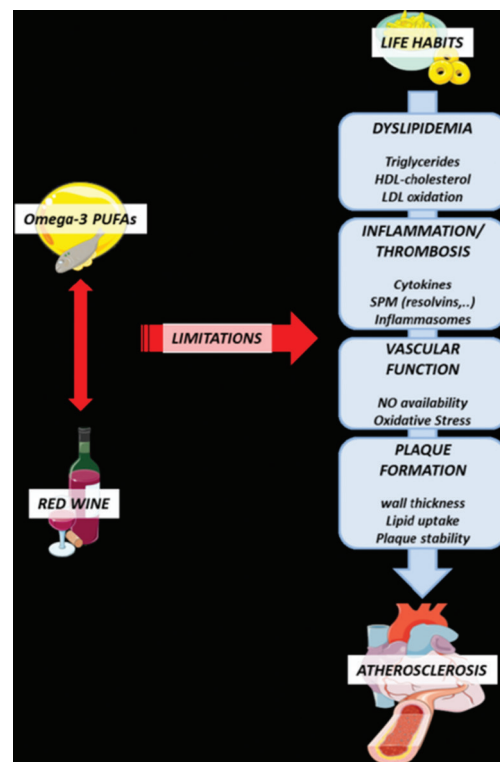 LIFE HABITS
DYSLIPIDEMIA
Triglycerides
HDL-cholesterol
LDL oxidation
Omega-3 PUFAs
INFLAMMATION/
THROMBOSIS
Cytokines
SPM (resolvins,..)
Inflammasomes
LIMITATIONS
VASCULAR
FUNCTION
NO availability
Oxidative Stress
RED WINE
PLAQUE
FORMATION
wall thickness
Lipid uptake
Plaque stability
ATHEROSCLEROSIS